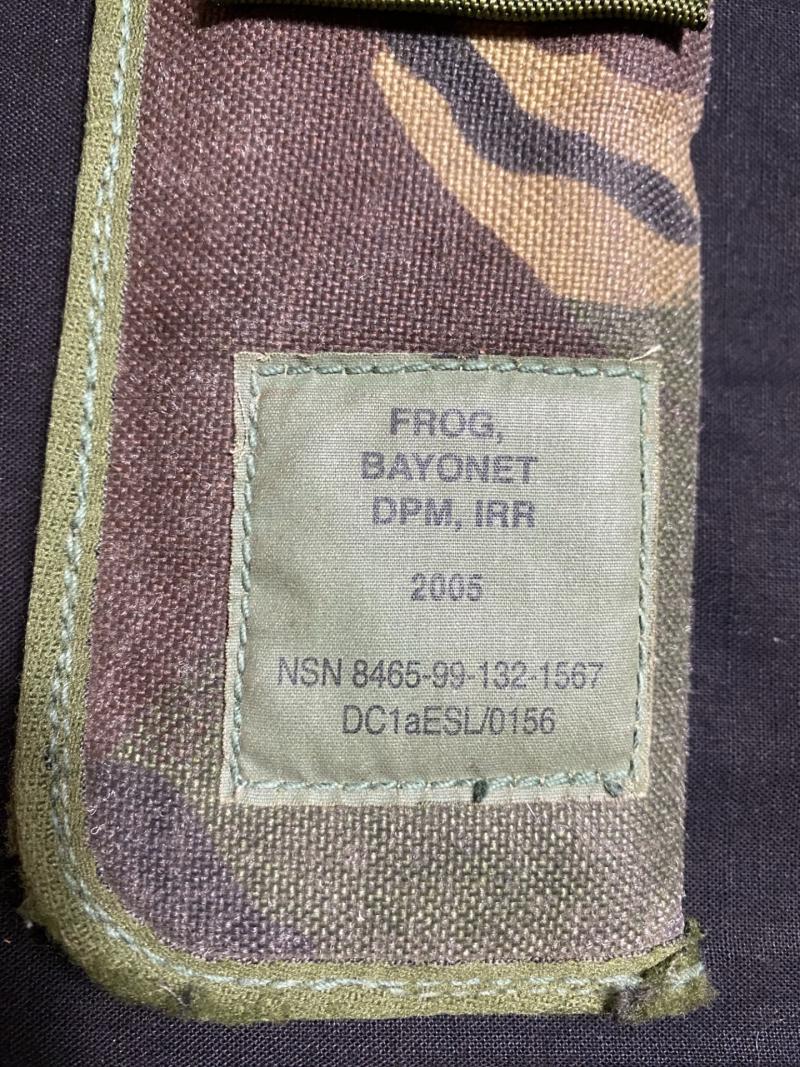 FROG,
BAYONET
DPM, IRR
2005
NSN 8465-99-132-1567
DC1aESL/0156